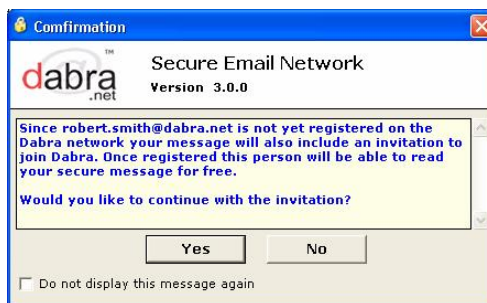 Comfirmation
dabra™
.net
Secure Email Network
Version 3.0.0
Since robert.smith@dabra.net is not yet registered on the
Dabra network your message will also include an invitation to
join Dabra. Once registered this person will be able to read
your secure message for free.
Would you like to continue with the invitation?
Yes
No
Do not display this message again